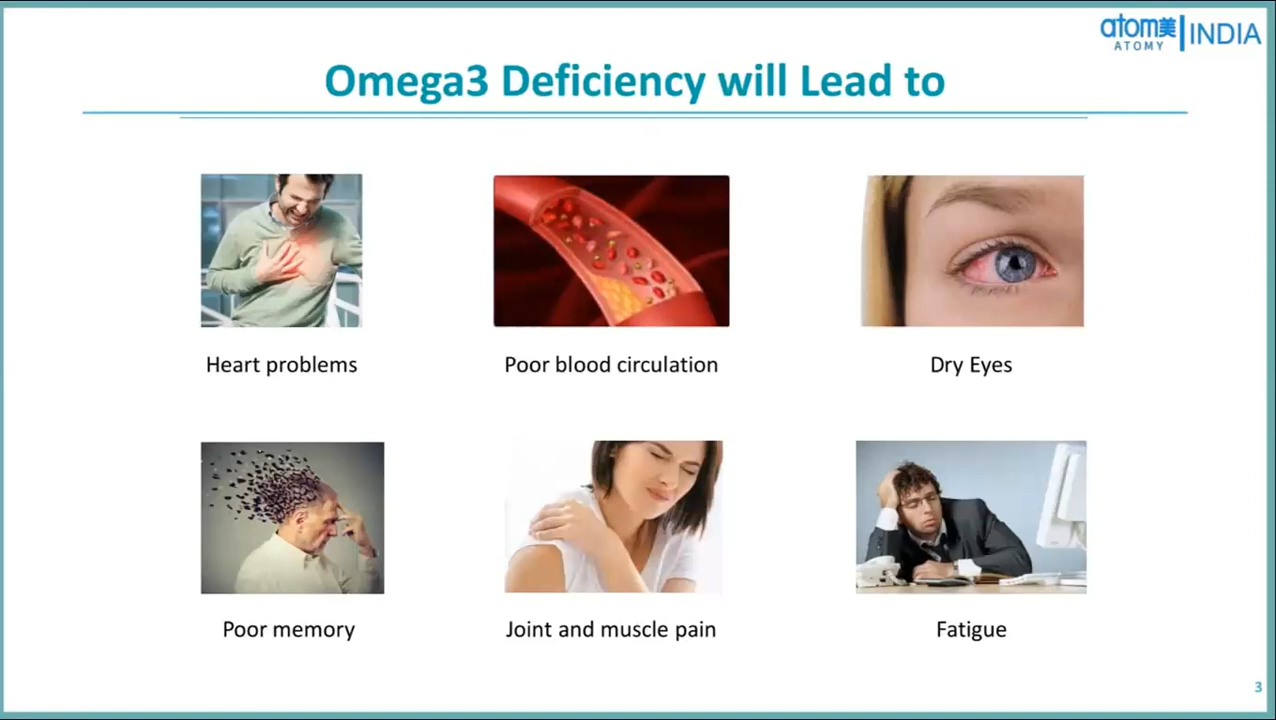 atom美 | INDIA
ATOMY
Omega3 Deficiency will Lead to
Heart problems
Poor blood circulation
Dry Eyes
Poor memory
Joint and muscle pain
Fatigue
3